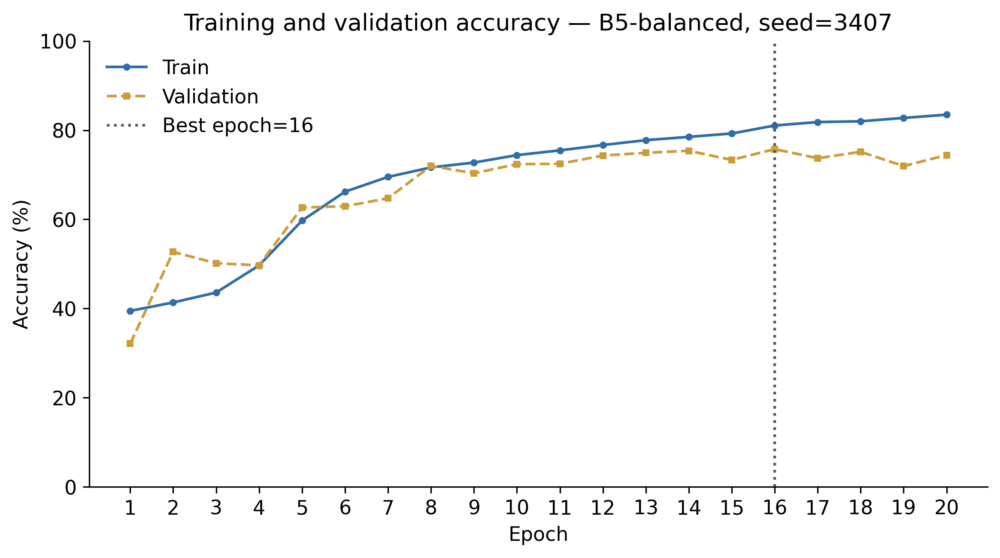 Training and validation accuracy — B5-balanced, seed=3407
100
80
60
40
20
0
Accuracy (%)
Train
Validation
Best epoch=16
1 2 3 4 5 6 7 8 9 10 11 12 13 14 15 16 17 18 19 20
Epoch